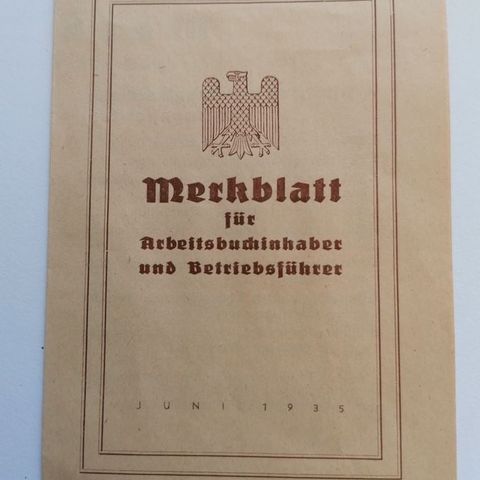 Merkblatt
für
Arbeitsbuchinhaber
und Betriebsführer
JUNI 1935